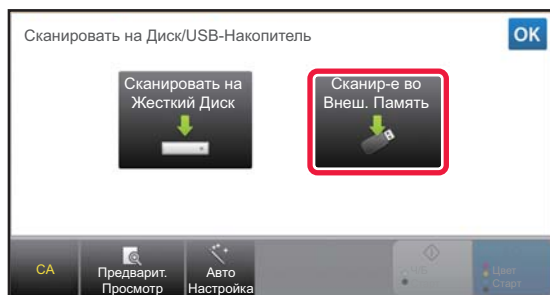 Сканировать на Диск/USB-Накопитель
OK
Сканировать на
Жесткий Диск
Сканир-е во
Внеш. Память
CA
Предварит.
Просмотр
Авто
Настройка
Ч/Б
Старт
Цвет
Старт